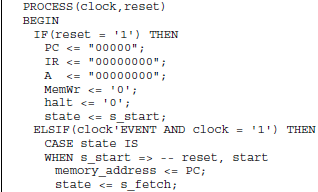 PROCESS(clock,reset)
BEGIN
IF(reset = '1') THEN
PC <= "00000";
IR <= "00000000";
A <= "00000000";
MemWr <= '0';
halt <= '0';
state <= s_start;
ELSIF(clock'EVENT AND clock = '1') THEN
CASE state IS
WHEN s_start => -- reset, start
memory_address <= PC;
state <= s_fetch;